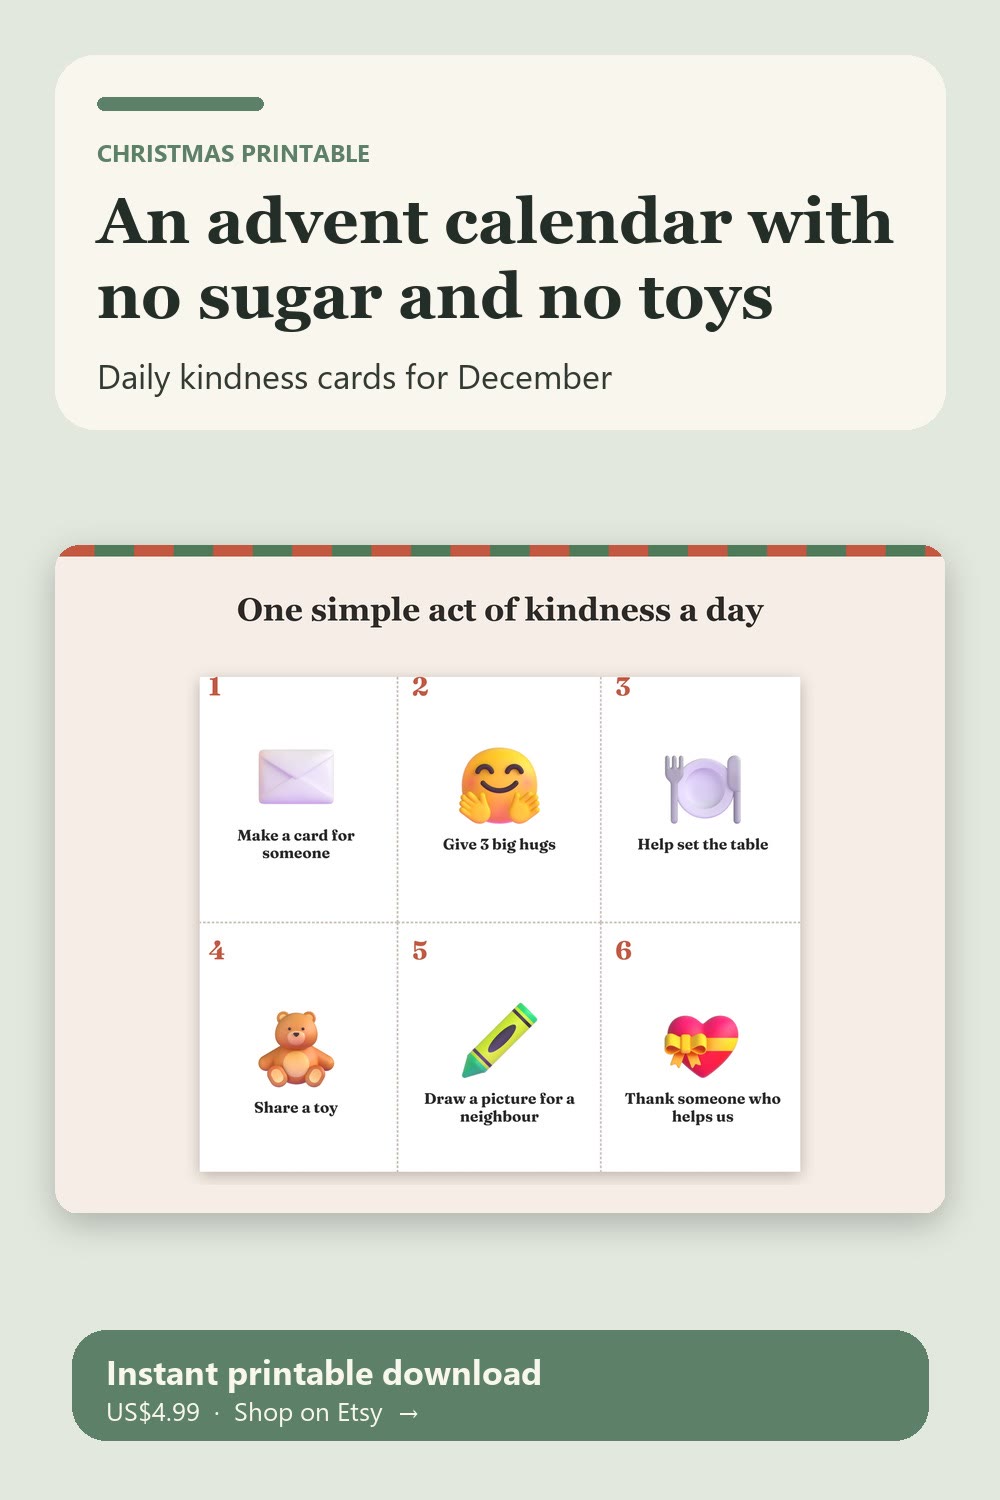 CHRISTMAS PRINTABLE
An advent calendar with
no sugar and no toys
Daily kindness cards for December
One simple act of kindness a day
1
2
3
Make a card for
someone
Give 3 big hugs
Help set the table
4
5
6
Share a toy
Draw a picture for a
neighbour
Thank someone who
helps us
Instant printable download
US$4.99 · Shop on Etsy →